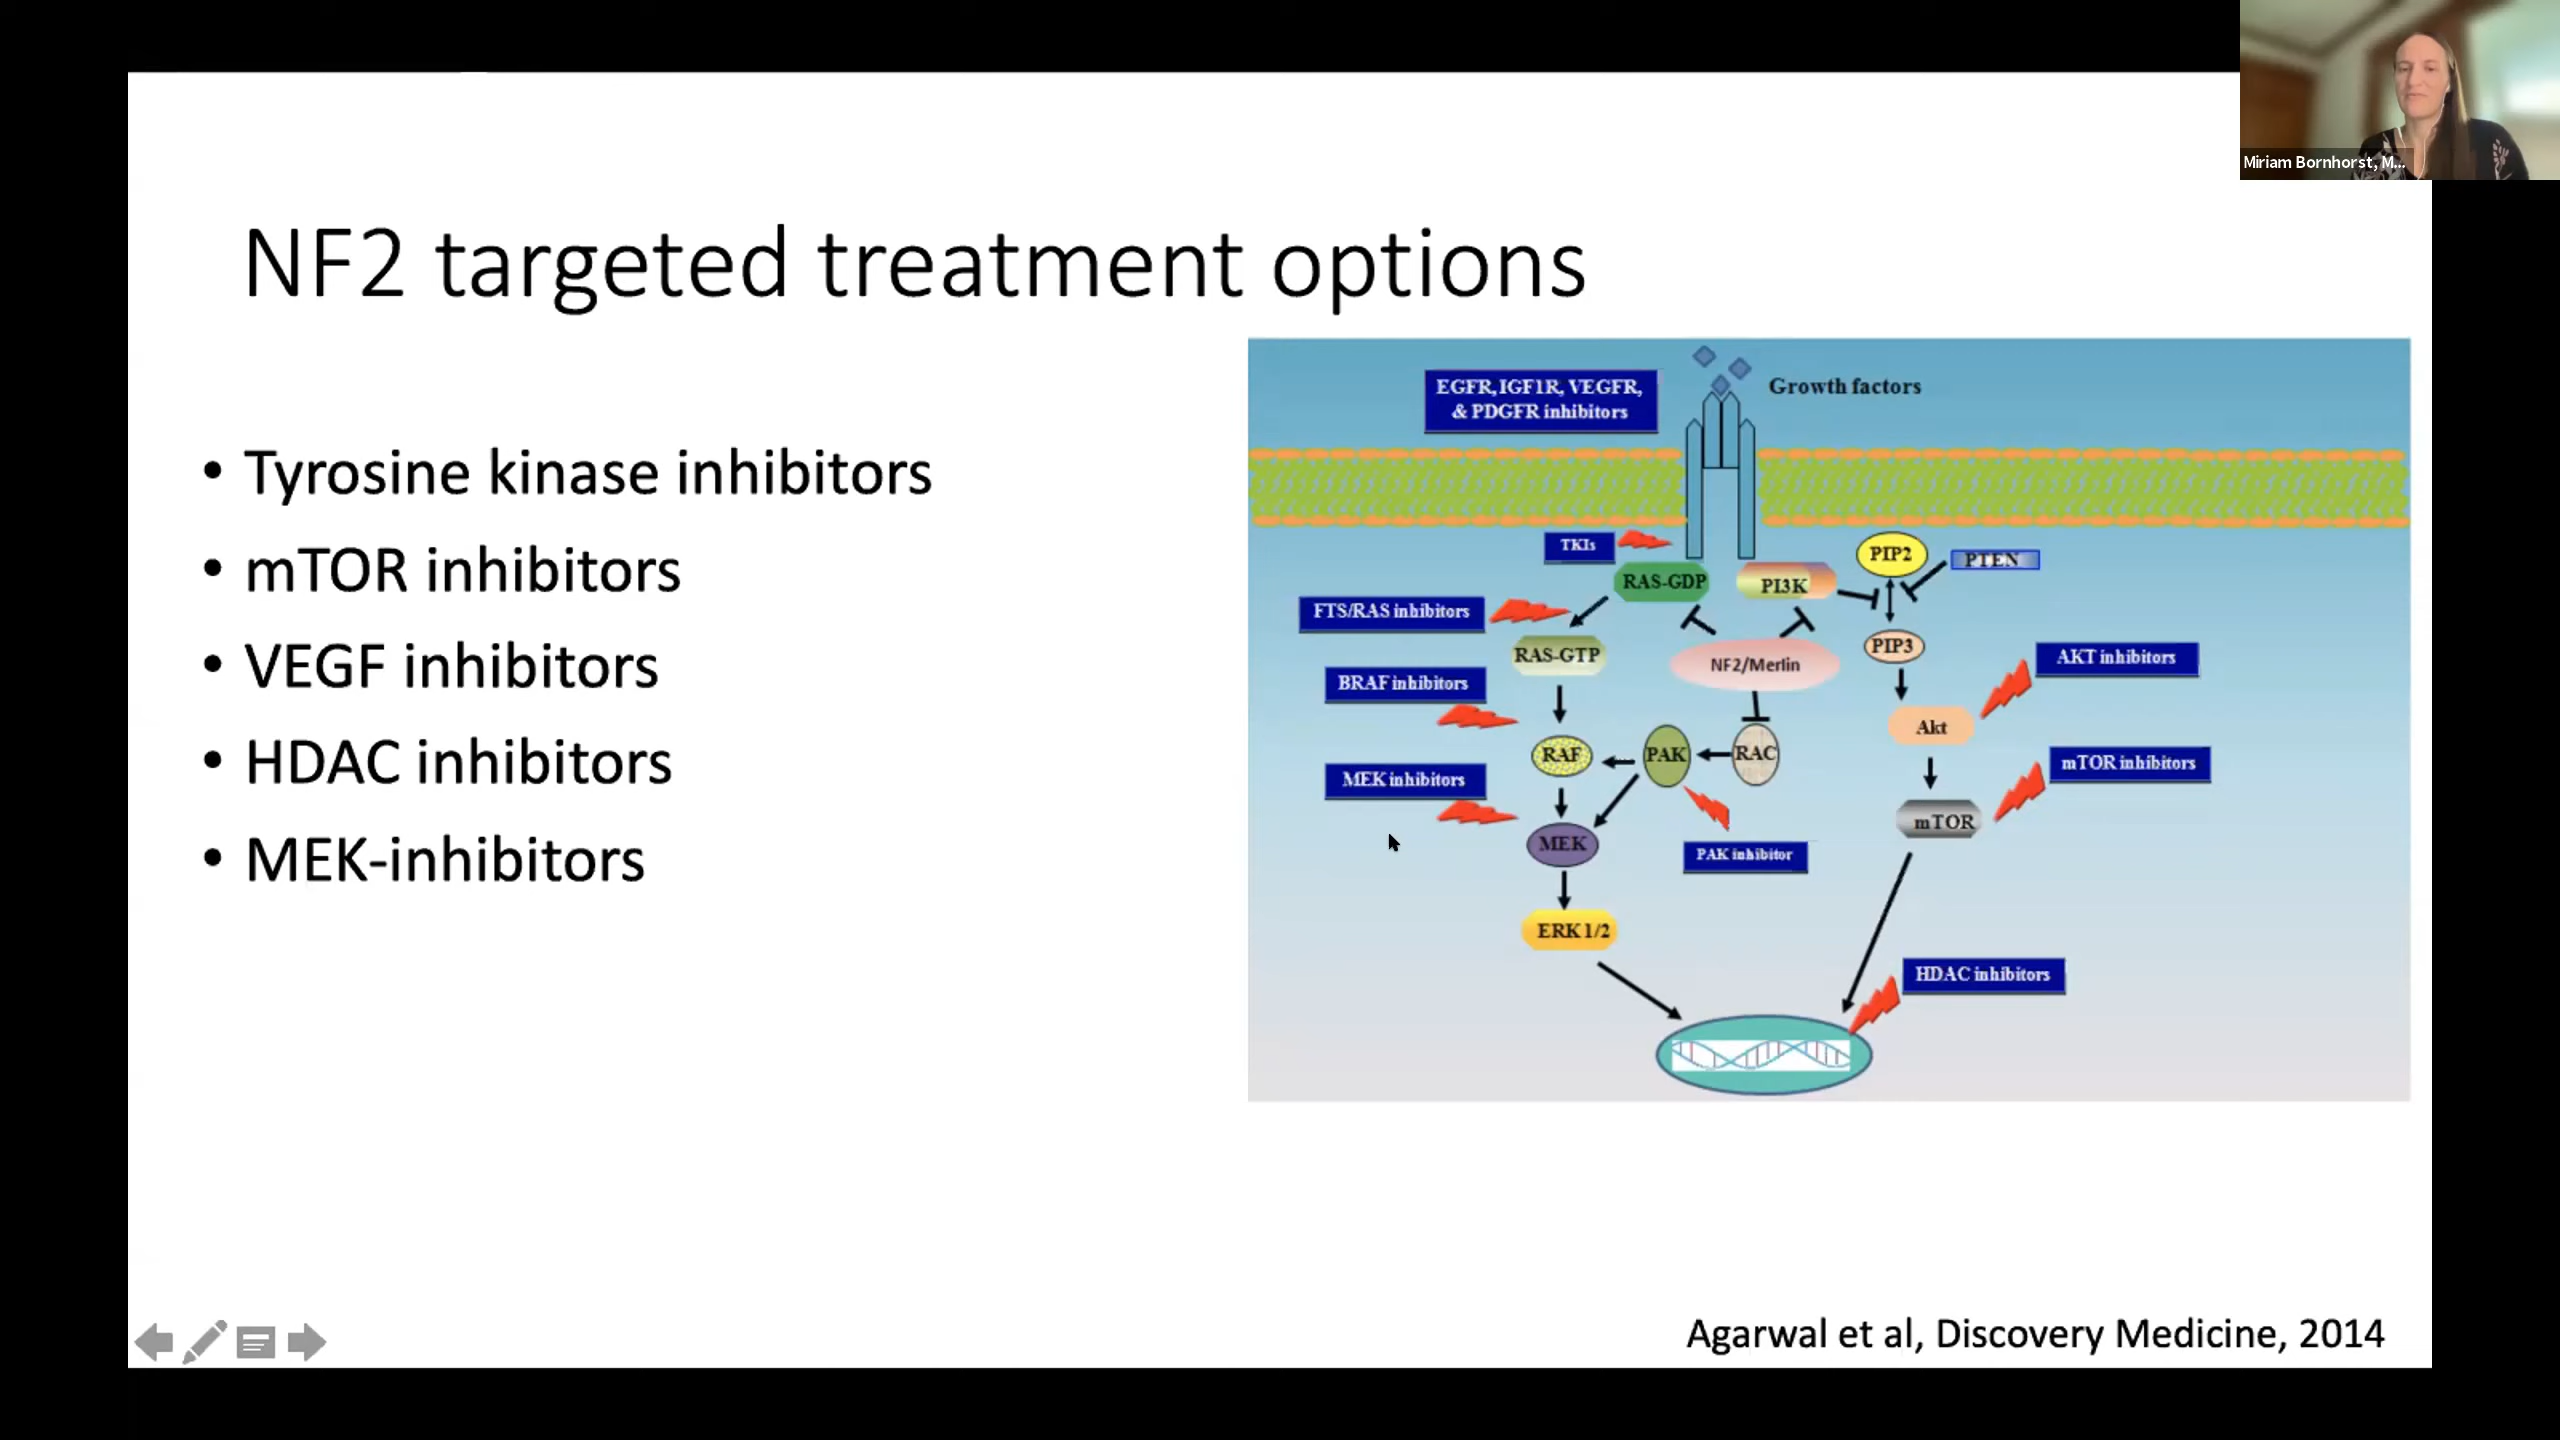 Miriam Bornhorst, M...
NF2 targeted treatment options
• Tyrosine kinase inhibitors
• mTOR inhibitors
• VEGF inhibitors
• HDAC inhibitors
• MEK-inhibitors
EGFR, IGF1R, VEGFR,
& PDGFR inhibitors
Growth factors
TKIs
RAS-GDP
PI3K
PIP2
PTEN
FTS/RAS inhibitors
RAS-GTP
NF2/Merlin
PIP3
AKT inhibitors
BRAF inhibitors
Akt
RAF
PAK
RAC
mTOR inhibitors
MEK inhibitors
mTOR
MEK
PAK inhibitor
ERK 1/2
HDAC inhibitors
Agarwal et al, Discovery Medicine, 2014